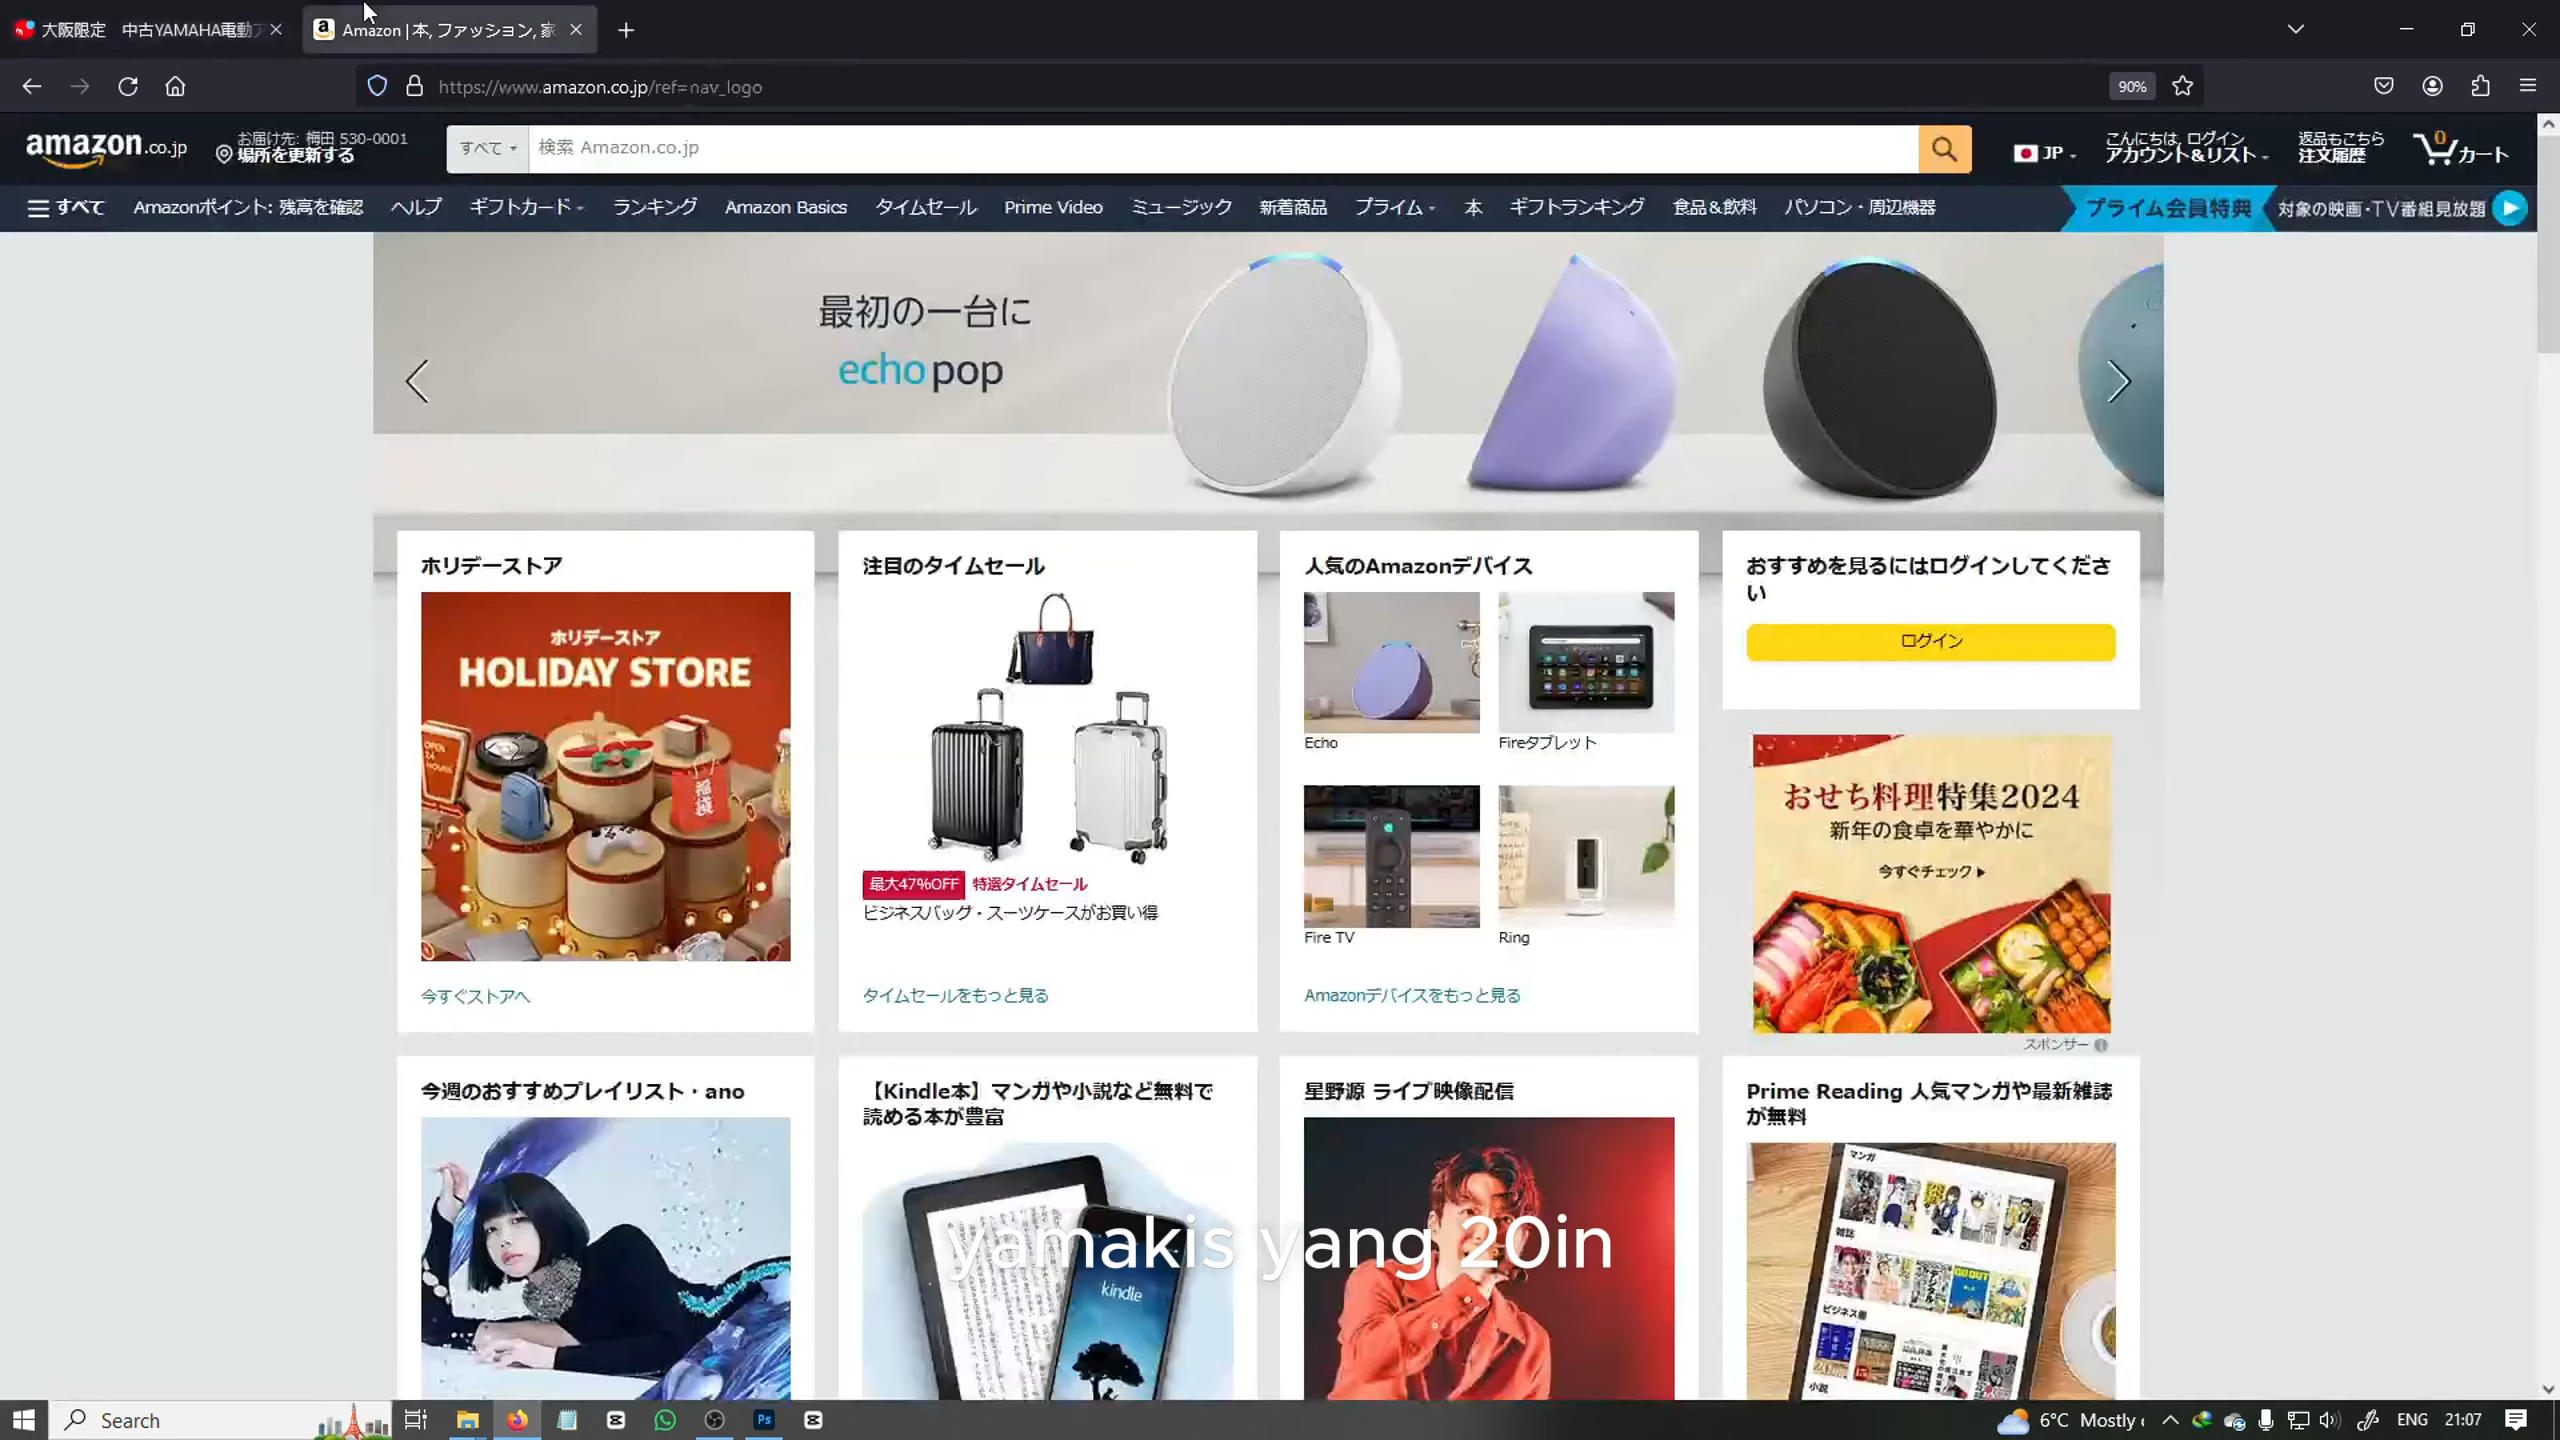 大阪限定　中古YAMAHA電動ア
Amazon | 本, ファッション, 家
https://www.amazon.co.jp/ref=nav_logo
90%
amazon.co.jp
お届け先: 梅田 530-0001
場所を更新する
すべて
検索 Amazon.co.jp
JP
こんにちは, ログイン
アカウント&リスト
返品もこちら
注文履歴
0
カート
すべて
Amazonポイント: 残高を確認
ヘルプ
ギフトカード
ランキング
Amazon Basics
タイムセール
Prime Video
ミュージック
新着商品
プライム
本
ギフトランキング
食品＆飲料
パソコン・周辺機器
プライム会員特典
対象の映画・TV番組見放題
最初の一台に
echo pop
ホリデーストア
ホリデーストア
HOLIDAY STORE
OPEN
24
HOURS
福袋
今すぐストアへ
注目のタイムセール
最大47%OFF 特選タイムセール
ビジネスバッグ・スーツケースがお買い得
タイムセールをもっと見る
人気のAmazonデバイス
Echo
Fireタブレット
Fire TV
Ring
Amazonデバイスをもっと見る
おすすめを見るにはログインしてくださ
い
ログイン
おせち料理特集2024
新年の食卓を華やかに
今すぐチェック
スポンサー
今週のおすすめプレイリスト・ano
【Kindle本】マンガや小説など無料で
読める本が豊富
kindle
星野源 ライブ映像配信
Prime Reading 人気マンガや最新雑誌
が無料
マンガ
雑誌
ビジネス書
小説
yamakis yang 20in
Search
Ps
6°C Mostly
ENG
21:07